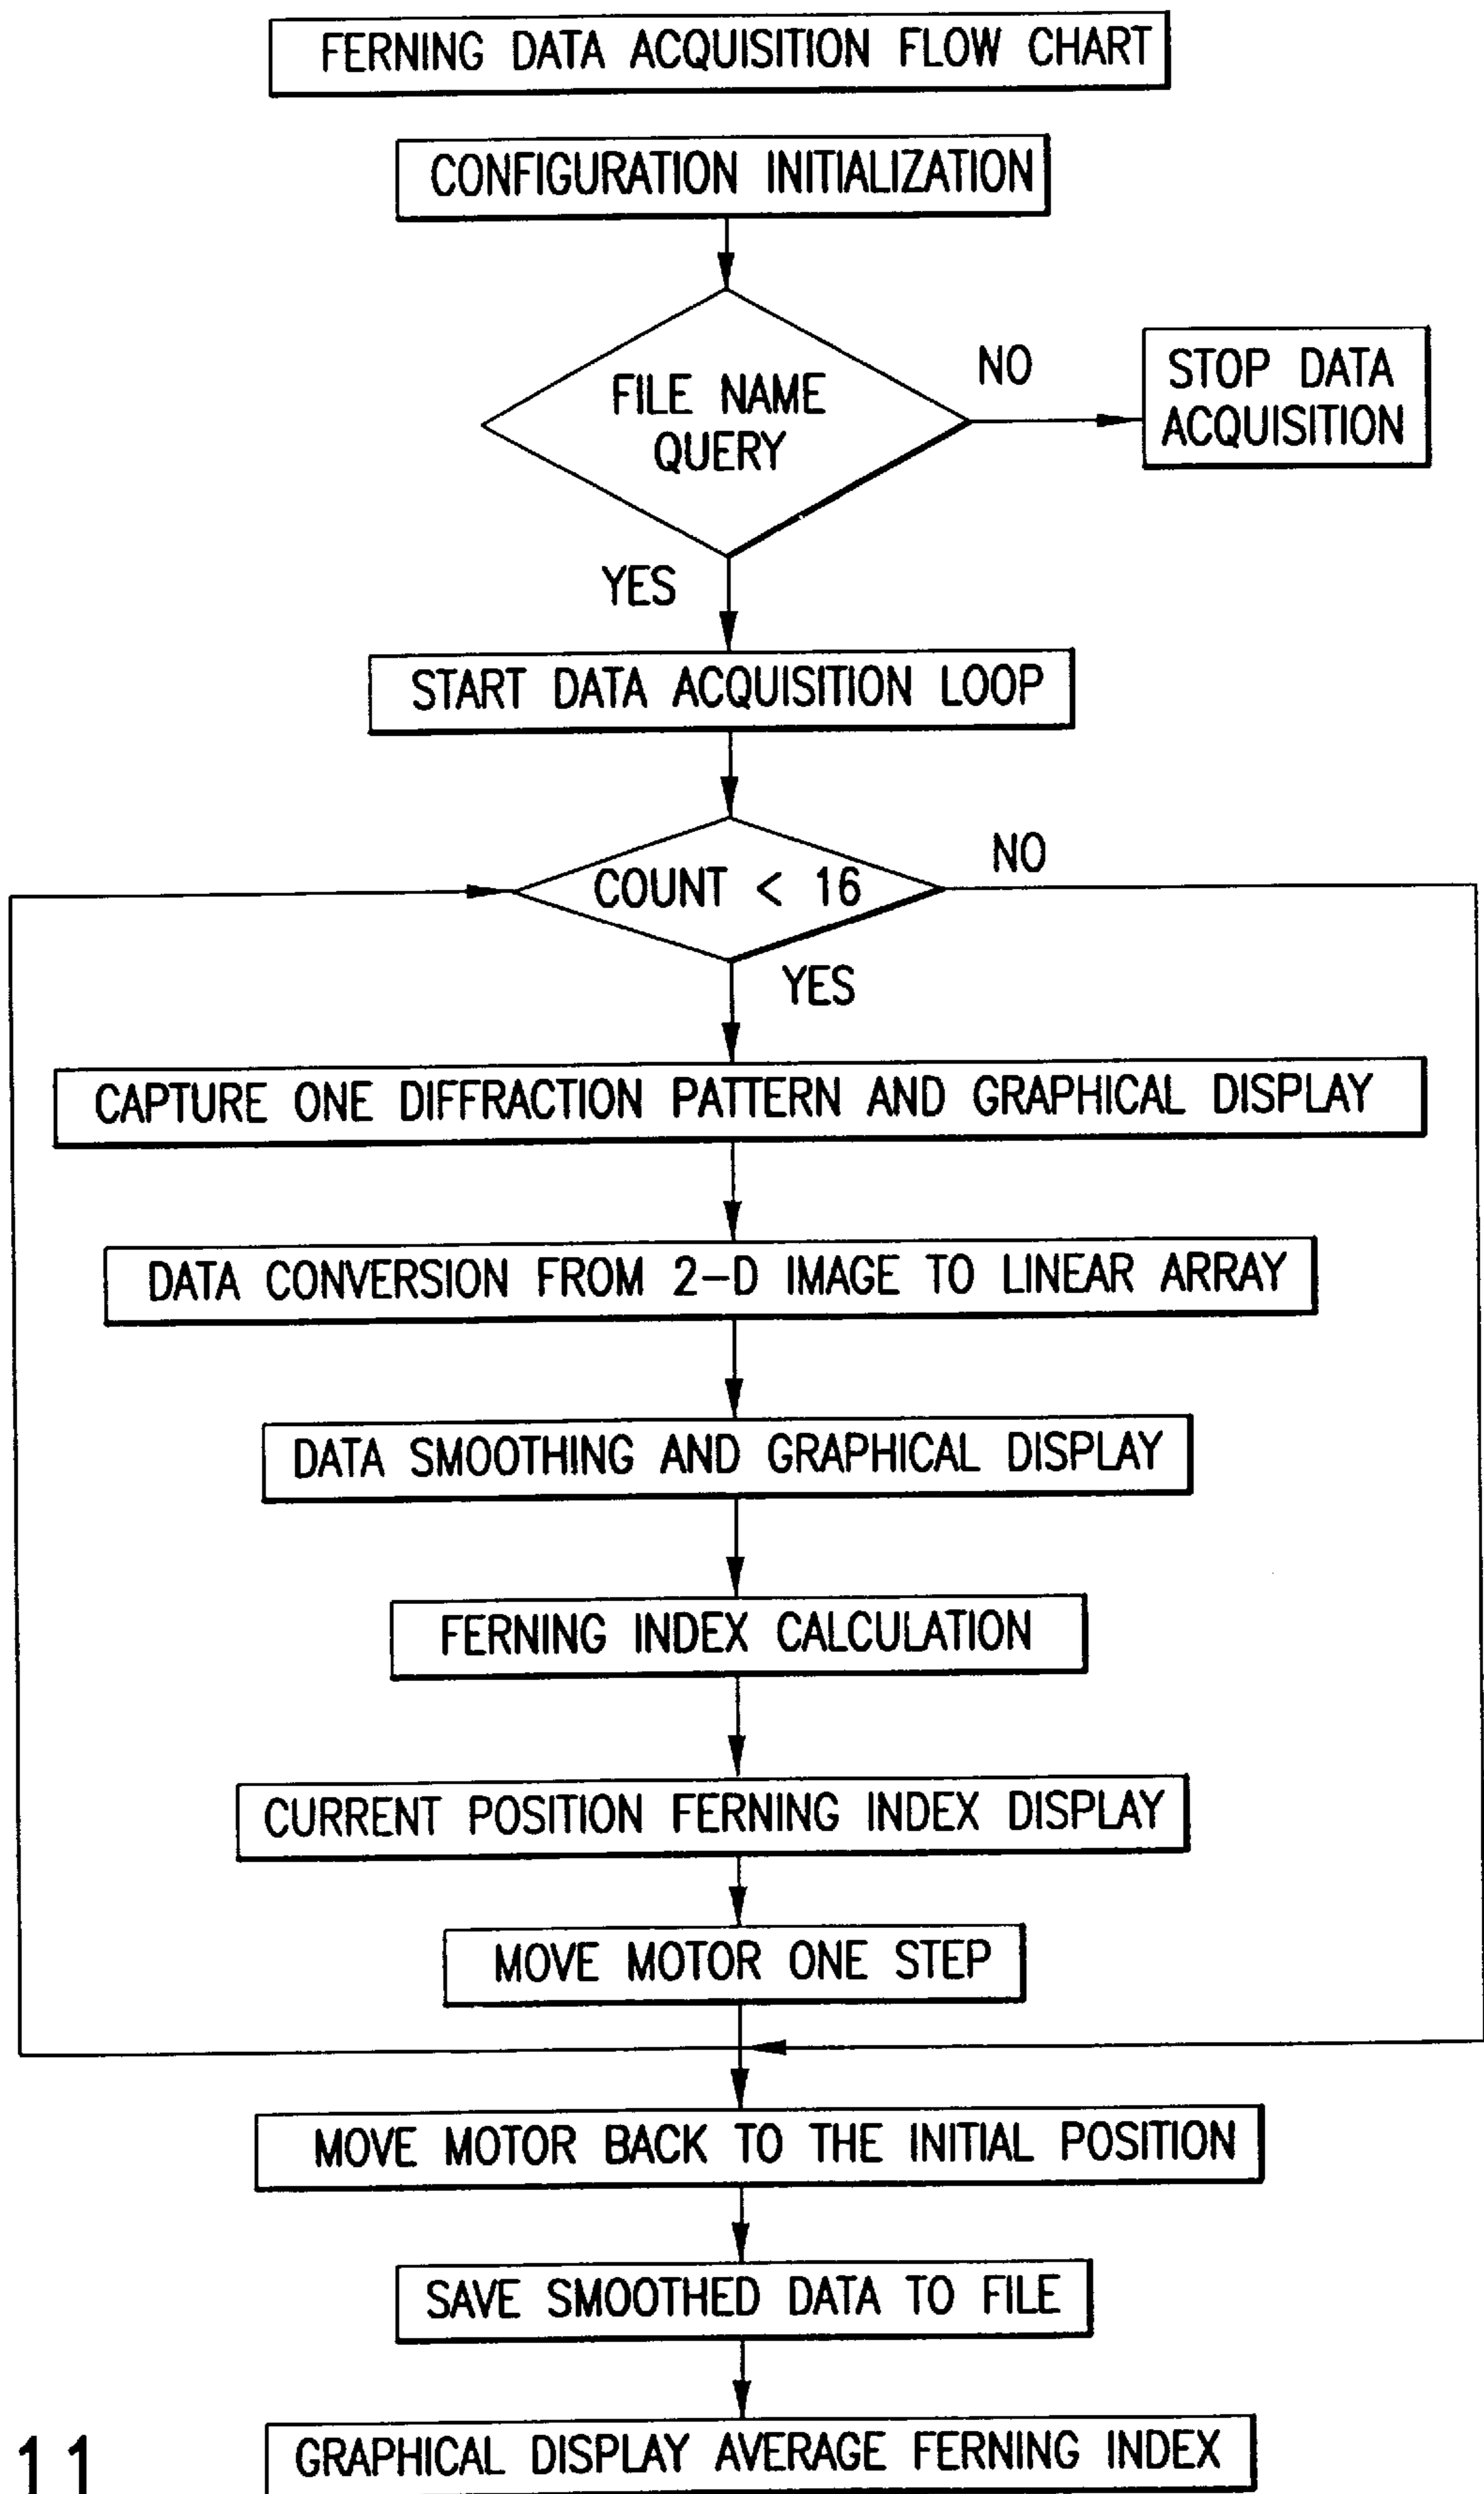 FERNING DATA ACQUISITION FLOW CHART
CONFIGURATION INITIALIZATION
FILE NAME
QUERY
NO
STOP DATA
ACQUISITION
YES
START DATA ACQUISITION LOOP
COUNT < 16
NO
YES
CAPTURE ONE DIFFRACTION PATTERN AND GRAPHICAL DISPLAY
DATA CONVERSION FROM 2-D IMAGE TO LINEAR ARRAY
DATA SMOOTHING AND GRAPHICAL DISPLAY
FERNING INDEX CALCULATION
CURRENT POSITION FERNING INDEX DISPLAY
MOVE MOTOR ONE STEP
MOVE MOTOR BACK TO THE INITIAL POSITION
SAVE SMOOTHED DATA TO FILE
GRAPHICAL DISPLAY AVERAGE FERNING INDEX
11